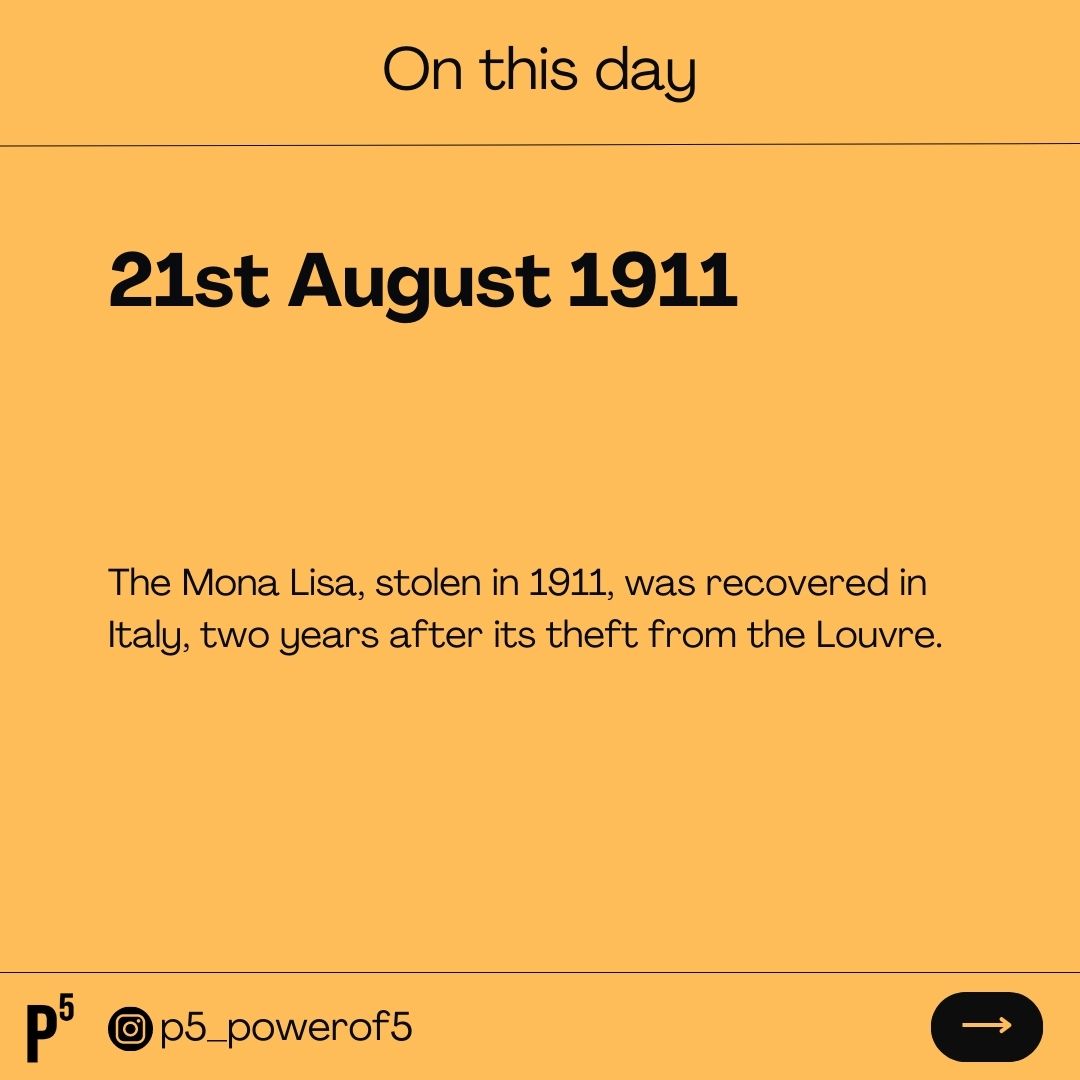 On this day
21st August 1911
The Mona Lisa, stolen in 1911, was recovered in
Italy, two years after its theft from the Louvre.
P5 p5_powerof5